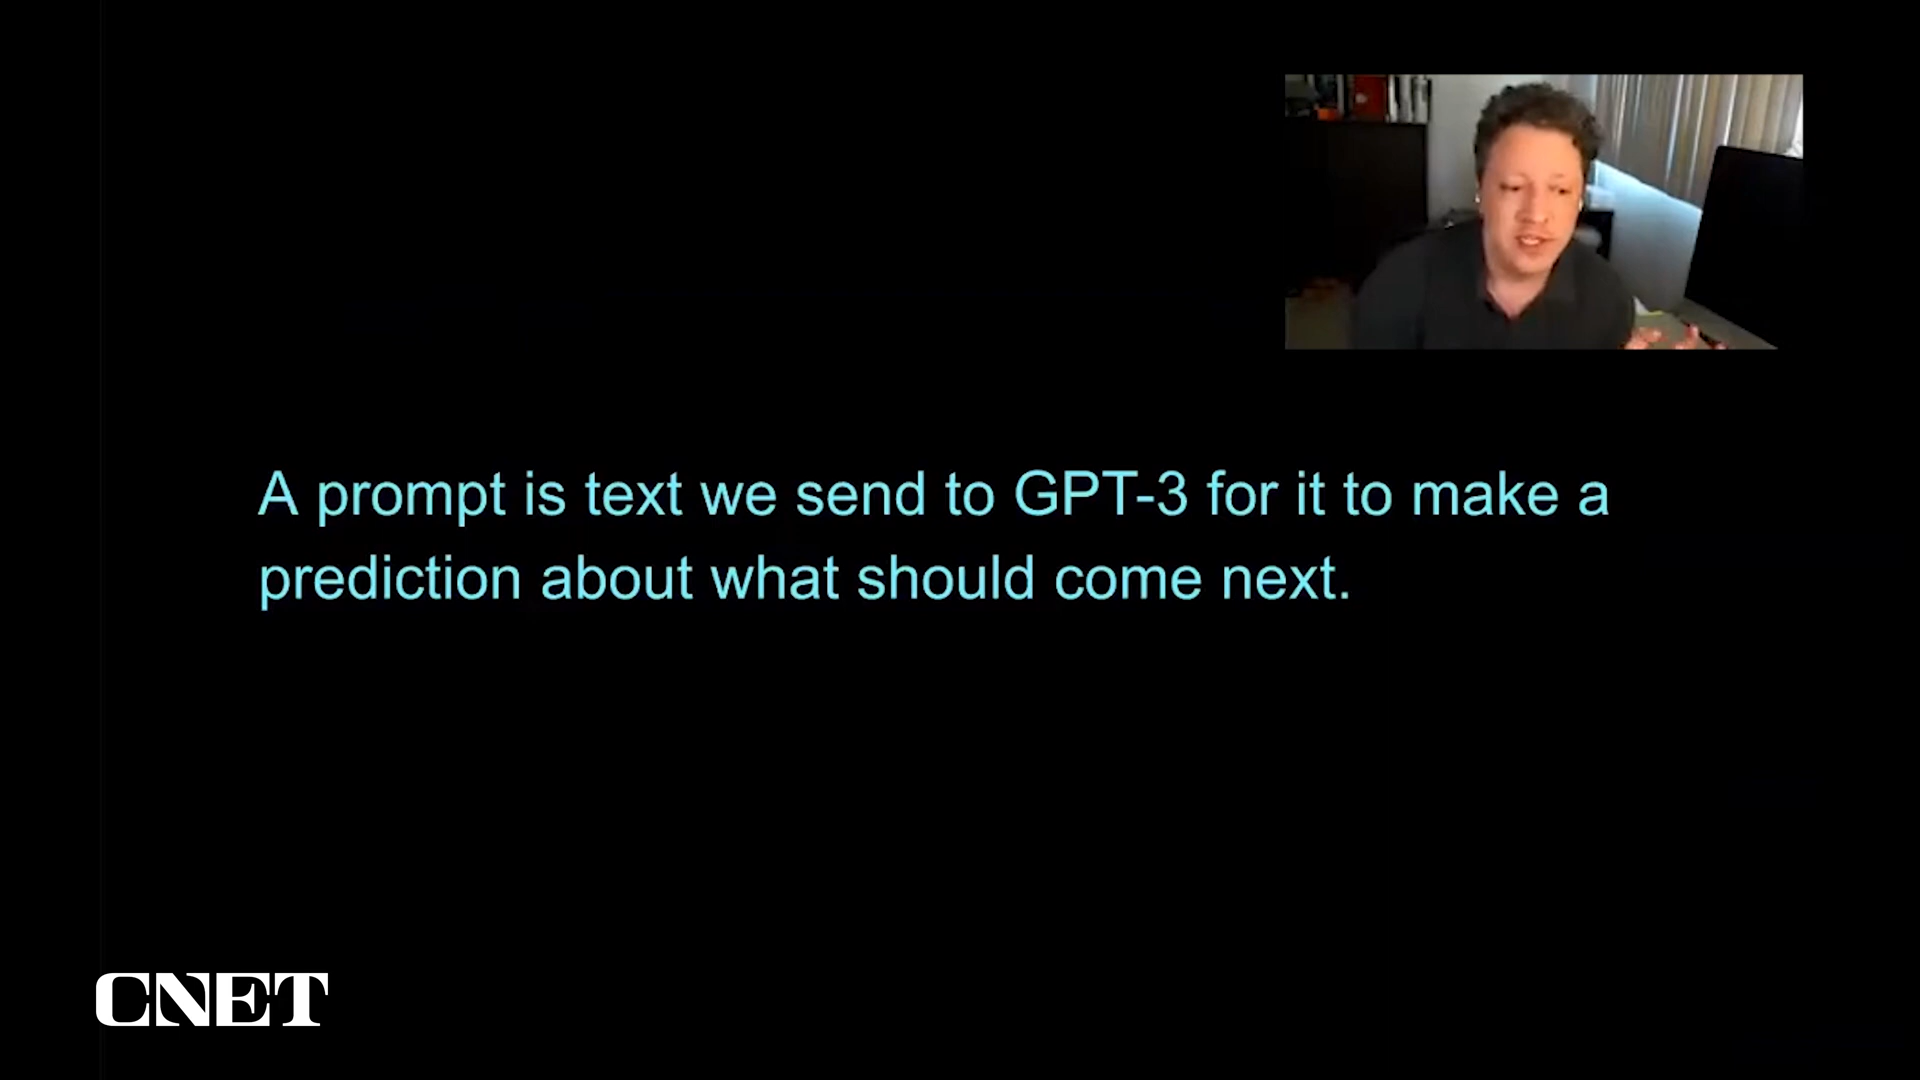 A prompt is text we send to GPT-3 for it to make a
prediction about what should come next.
CNET